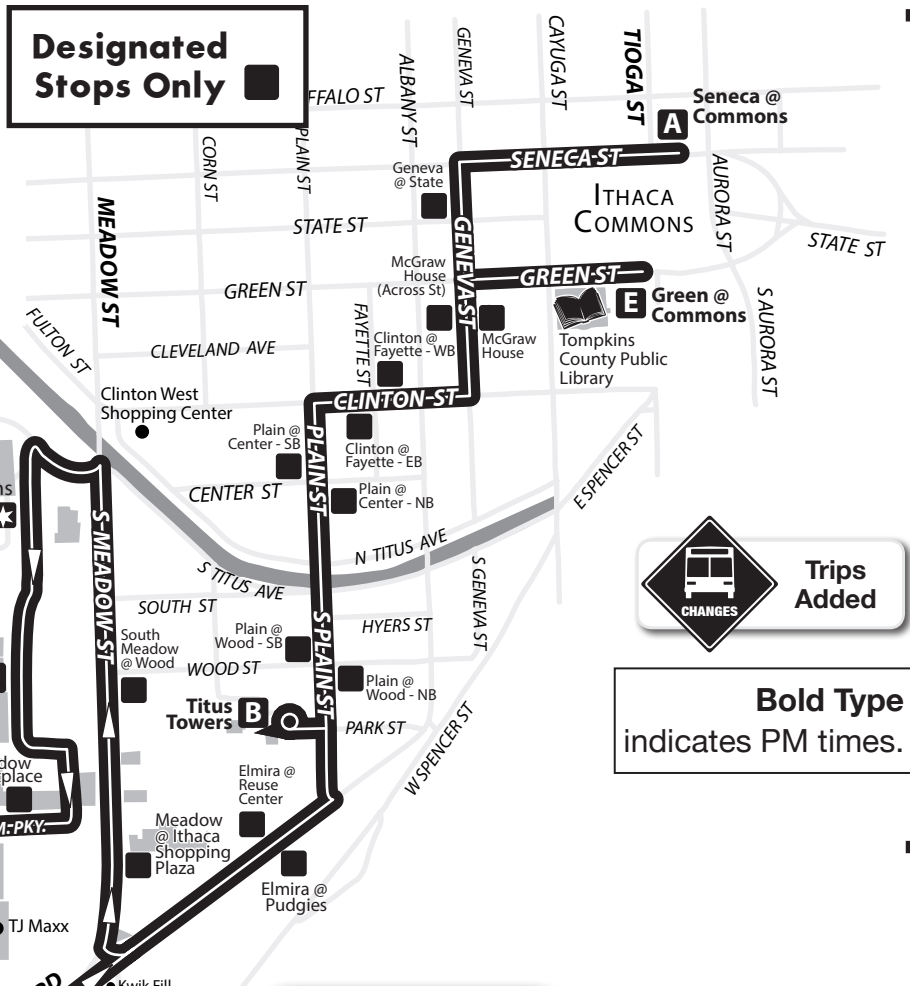 Designated
Stops Only
FFALO ST
ALBANY ST
GENEVA ST
CAYUGA ST
TIOGA ST
A
Seneca @
Commons
CORN ST
PLAIN ST
Geneva
@ State
SENECA ST
ITHACA
COMMONS
AURORA ST
MEADOW ST
STATE ST
STATE ST
GENEVA ST
McGraw
House
(Across St)
GREEN ST
GREEN ST
E
Green @
Commons
S AURORA ST
FULTON ST
FAYETTE ST
CLEVELAND AVE
Clinton @
Fayette - WB
McGraw
House
Tompkins
County Public
Library
Clinton West
Shopping Center
CLINTON ST
Plain @
Center - SB
PLAIN ST
Clinton @
Fayette - EB
CENTER ST
Plain @
Center - NB
E SPENCER ST
ns
S MEADOW ST
N TITUS AVE
S TITUS AVE
S GENEVA ST
CHANGES
Trips
Added
SOUTH ST
South
Meadow
@ Wood
Plain @
Wood - SB
S PLAIN ST
HYERS ST
WOOD ST
Plain @
Wood - NB
Titus
Towers
B
PARK ST
W SPENCER ST
Bold Type
indicates PM times.
dow
place
Elmira @
Reuse
Center
M. PKY.
Meadow
@ Ithaca
Shopping
Plaza
Elmira @
Pudgies
TJ Maxx
RD
Kwik Fill